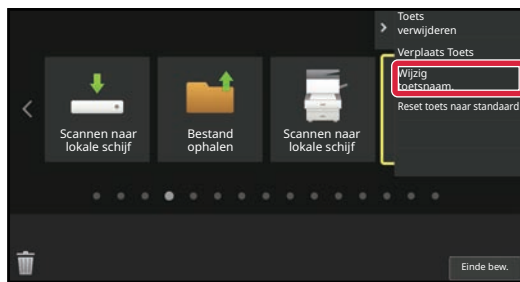 Toets
verwijderen
Verplaats Toets
Wijzig
toetsnaam.
Reset toets naar standaard
Scannen naar
lokale schijf
Bestand
ophalen
Scannen naar
lokale schijf
Einde bew.